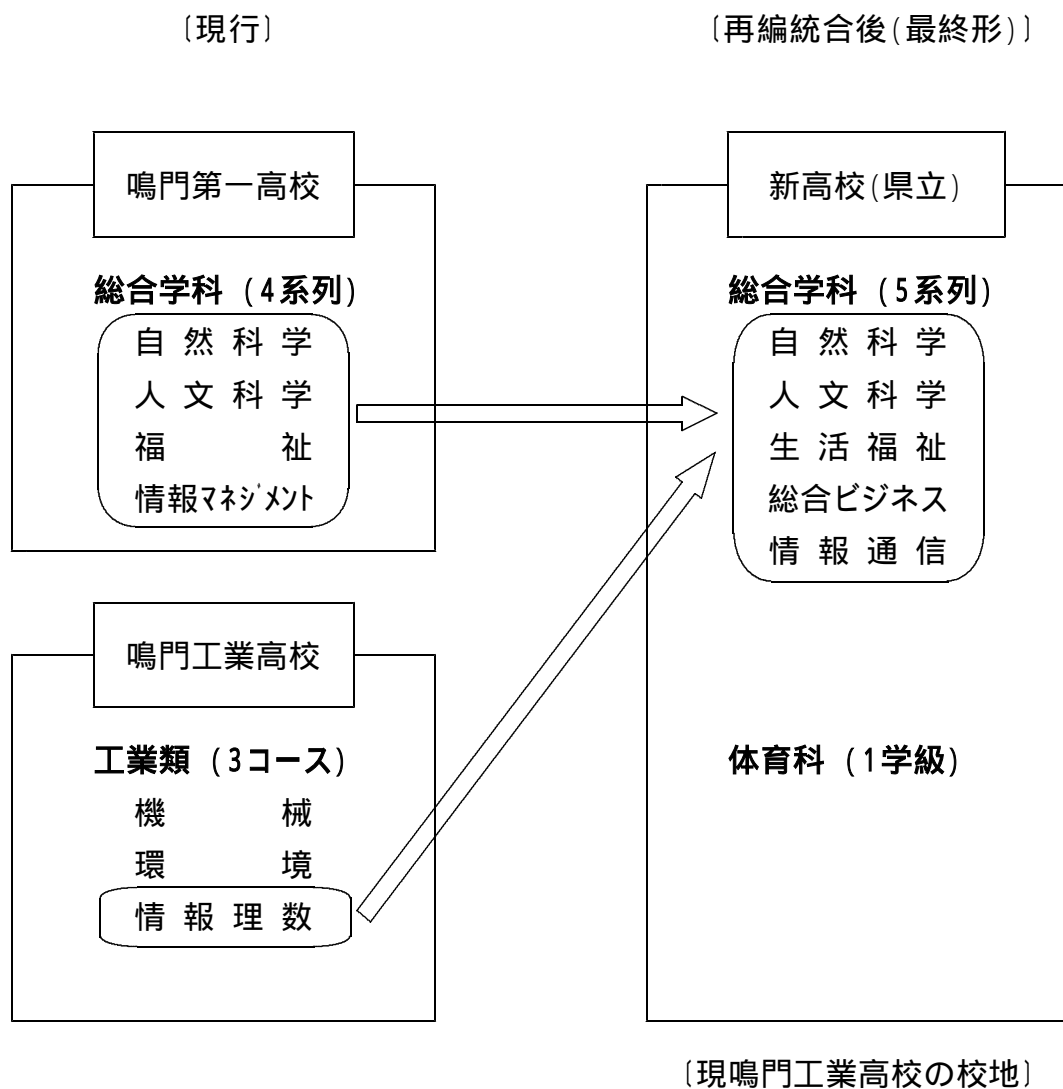 〔現行〕
〔再編統合後(最終形)〕
鳴門第一高校
総合学科 (4系列)
自然科学
人文科学
福祉
情報マネジメント
鳴門工業高校
工業類 (3コース)
機械
環境
情報理数
新高校(県立)
総合学科 (5系列)
自然科学
人文科学
生活福祉
総合ビジネス
情報通信
体育科 (1学級)
〔現鳴門工業高校の校地〕